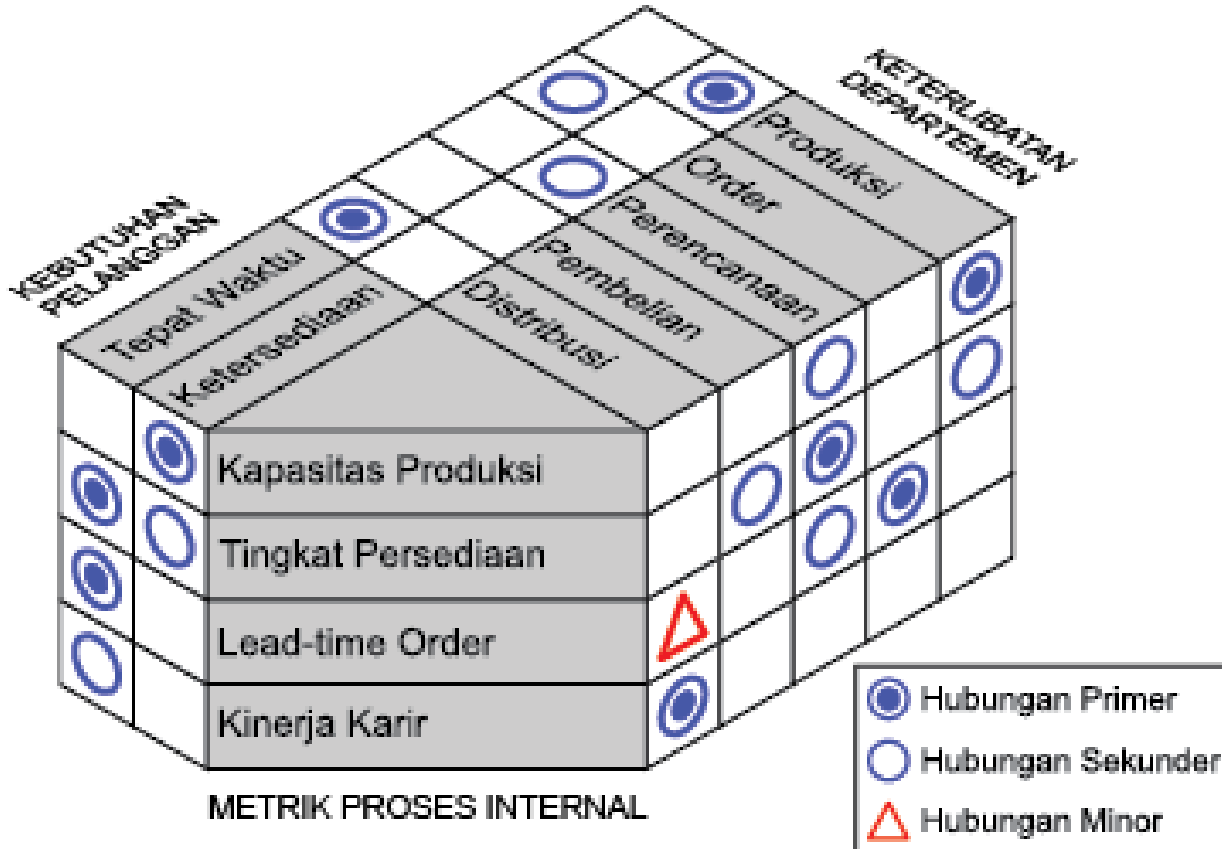 KETERLIBATAN
DEPARTEMEN
KEBUTUHAN
PELANGGAN
Produksi
Order
Perencanaan
Pembelian
Distribusi
Tepat Waktu
Ketersediaan
Kapasitas Produksi
Tingkat Persediaan
Lead-time Order
Kinerja Karir
METRIK PROSES INTERNAL
Hubungan Primer
Hubungan Sekunder
Hubungan Minor